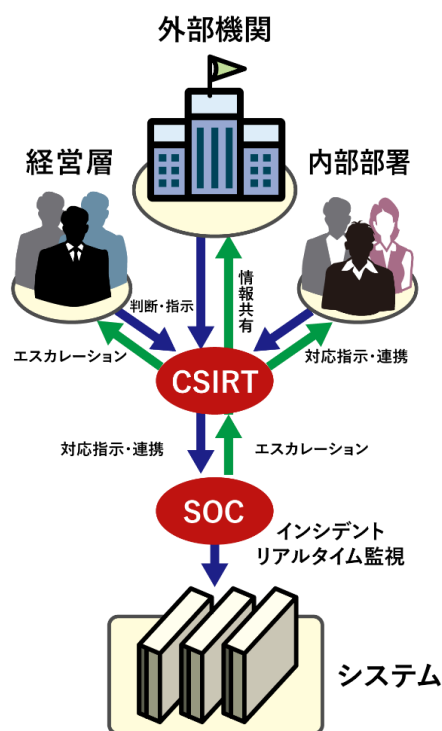 外部機関
経営層
内部部署
判断・指示
情報共有
エスカレーション
対応指示・連携
CSIRT
対応指示・連携
エスカレーション
SOC
インシデント
リアルタイム監視
システム